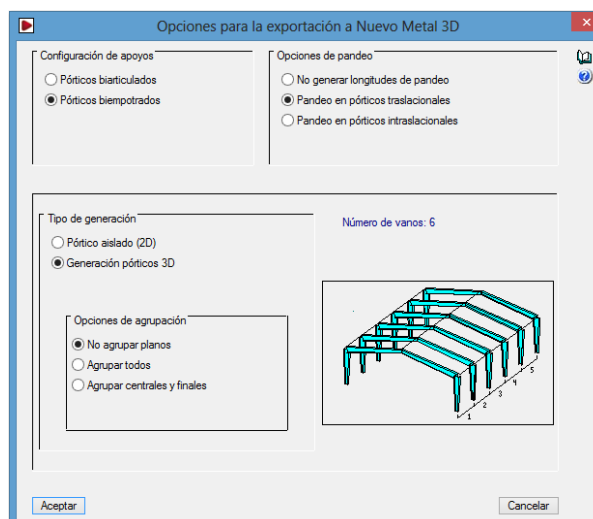 Opciones para la exportación a Nuevo Metal 3D
Configuración de apoyos
Pórticos biarticulados
Pórticos biempotrados
Opciones de pandeo
No generar longitudes de pandeo
Pandeo en pórticos traslacionales
Pandeo en pórticos intraslacionales
Tipo de generación
Pórtico aislado (2D)
Generación pórticos 3D
Opciones de agrupación
No agrupar planos
Agrupar todos
Agrupar centrales y finales
Número de vanos: 6
1
2
3
4
5
Aceptar
Cancelar